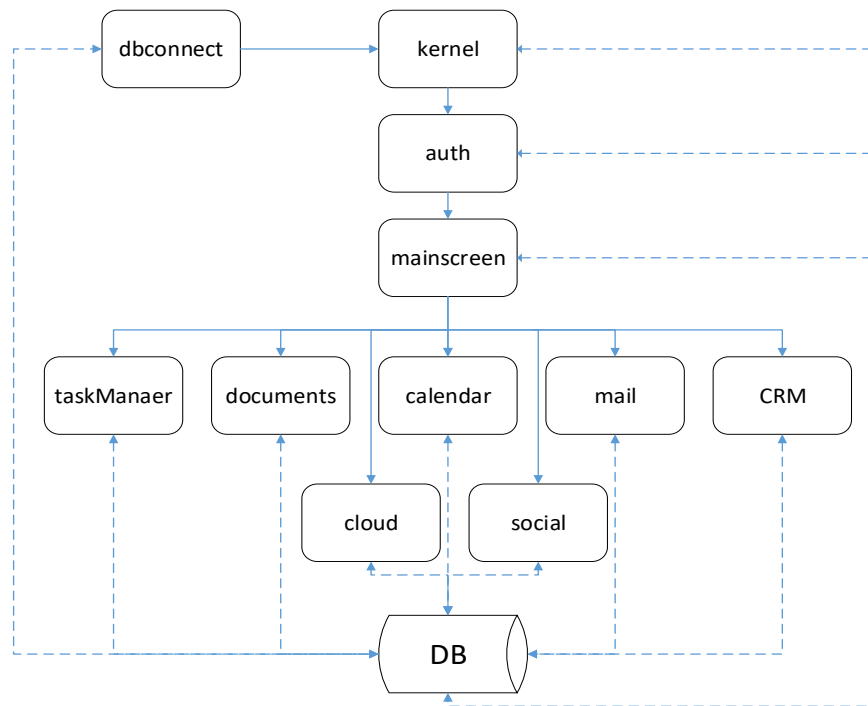 dbconnect
kernel
auth
mainscreen
taskManaer
documents
calendar
mail
CRM
cloud
social
DB